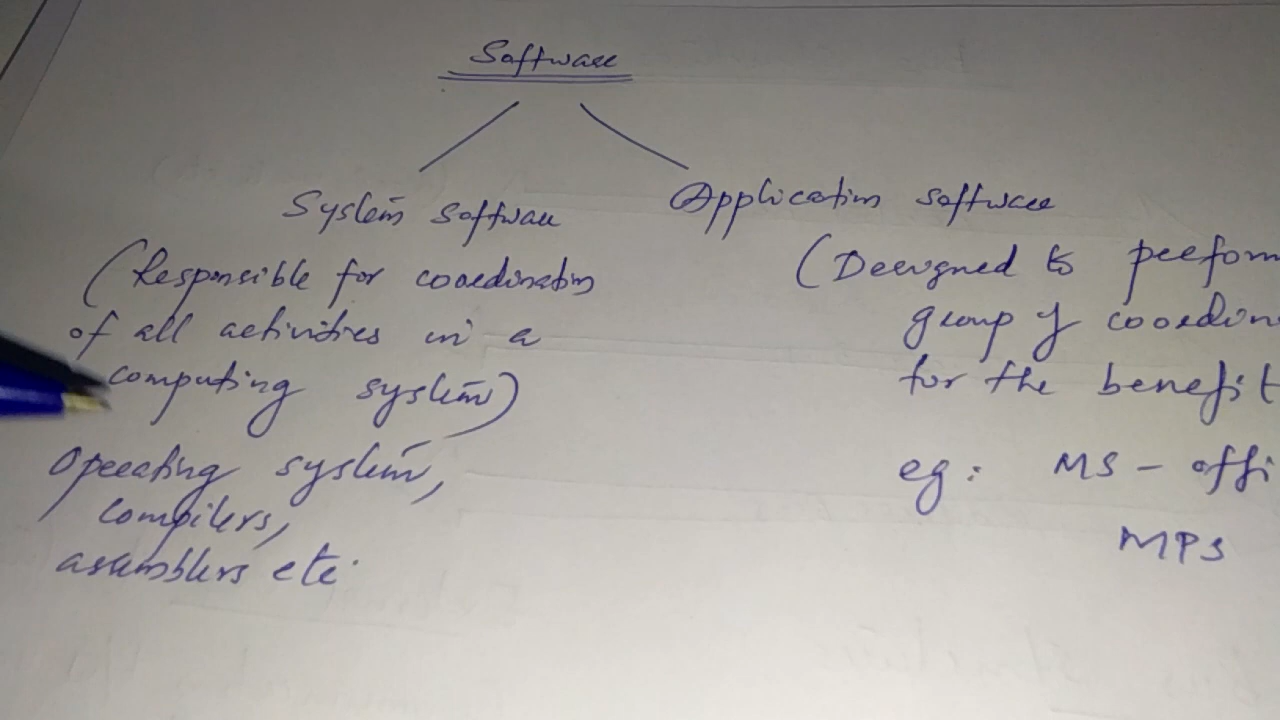 Software
System software
Application software
(Responsible for coordination
of all activities in a
computing system)
Operating system,
compilers,
assemblers etc.
(Designed to perform
group of coordin
for the benefit
eg: MS - offi
MPS